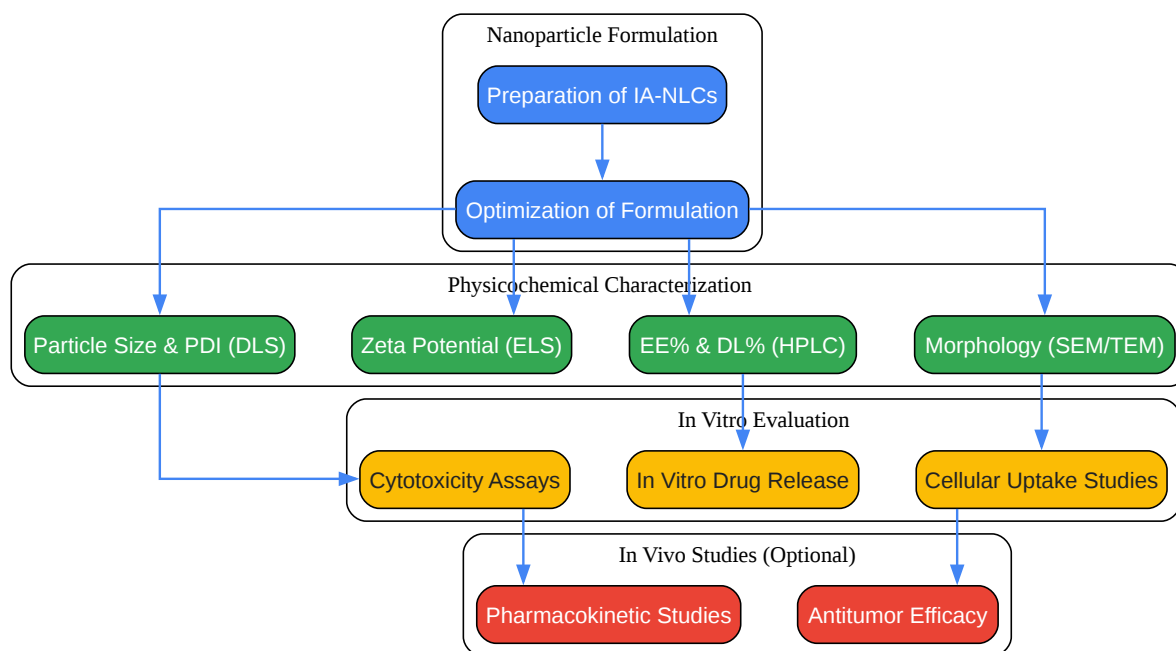 Nanoparticle Formulation
Preparation of IA-NLCs
Optimization of Formulation
Physicochemical Characterization
Particle Size & PDI (DLS)
Zeta Potential (ELS)
EE% & DL% (HPLC)
Morphology (SEM/TEM)
In Vitro Evaluation
Cytotoxicity Assays
In Vitro Drug Release
Cellular Uptake Studies
In Vivo Studies (Optional)
Pharmacokinetic Studies
Antitumor Efficacy